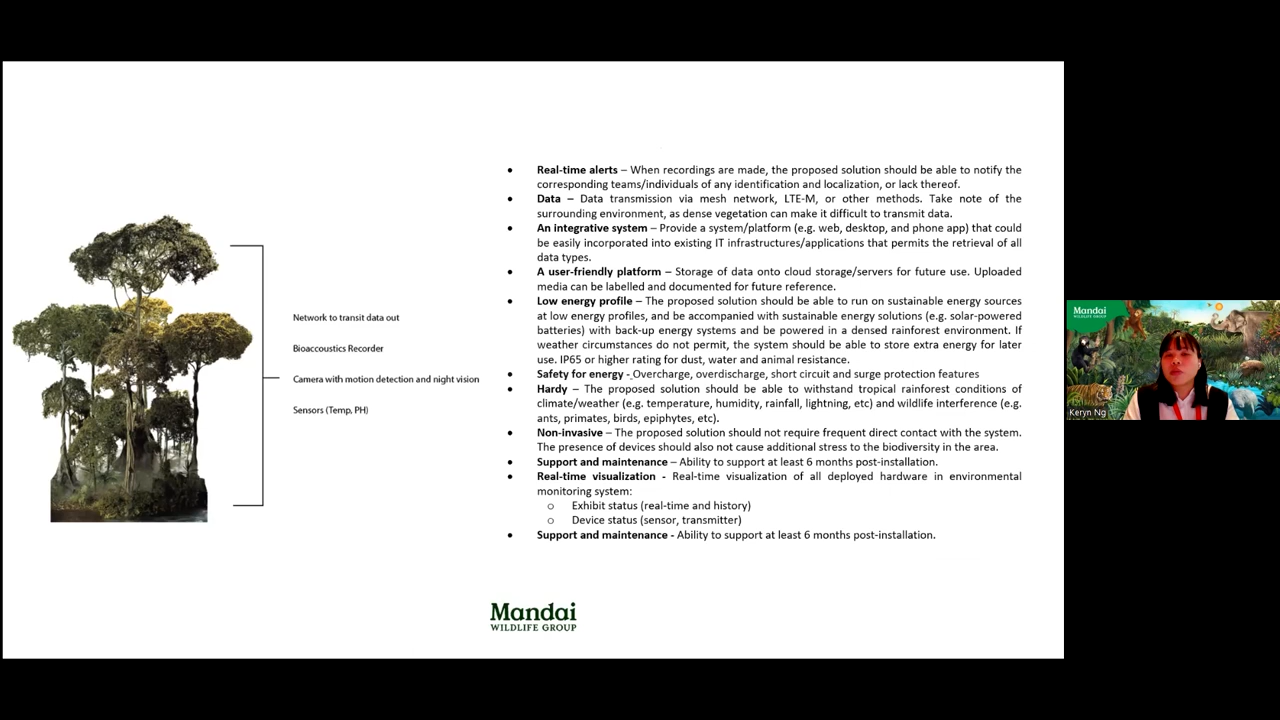 Network to transit data out
Bioaccoustics Recorder
Camera with motion detection and night vision
Sensors (Temp, PH)
• Real-time alerts – When recordings are made, the proposed solution should be able to notify the
corresponding teams/individuals of any identification and localization, or lack thereof.
• Data – Data transmission via mesh network, LTE-M, or other methods. Take note of the
surrounding environment, as dense vegetation can make it difficult to transmit data.
• An integrative system – Provide a system/platform (e.g. web, desktop, and phone app) that could
be easily incorporated into existing IT infrastructures/applications that permits the retrieval of all
data types.
• A user-friendly platform – Storage of data onto cloud storage/servers for future use. Uploaded
media can be labelled and documented for future reference.
• Low energy profile – The proposed solution should be able to run on sustainable energy sources
at low energy profiles, and be accompanied with sustainable energy solutions (e.g. solar-powered
batteries) with back-up energy systems and be powered in a densed rainforest environment. If
weather circumstances do not permit, the system should be able to store extra energy for later
use. IP65 or higher rating for dust, water and animal resistance.
• Safety for energy - Overcharge, overdischarge, short circuit and surge protection features
• Hardy – The proposed solution should be able to withstand tropical rainforest conditions of
climate/weather (e.g. temperature, humidity, rainfall, lightning, etc) and wildlife interference (e.g.
ants, primates, birds, epiphytes, etc).
• Non-invasive – The proposed solution should not require frequent direct contact with the system.
The presence of devices should also not cause additional stress to the biodiversity in the area.
• Support and maintenance – Ability to support at least 6 months post-installation.
• Real-time visualization - Real-time visualization of all deployed hardware in environmental
monitoring system:
o Exhibit status (real-time and history)
o Device status (sensor, transmitter)
• Support and maintenance - Ability to support at least 6 months post-installation.
Mandai
WILDLIFE GROUP
Mandai
WILDLIFE GROUP
Keryn Ng